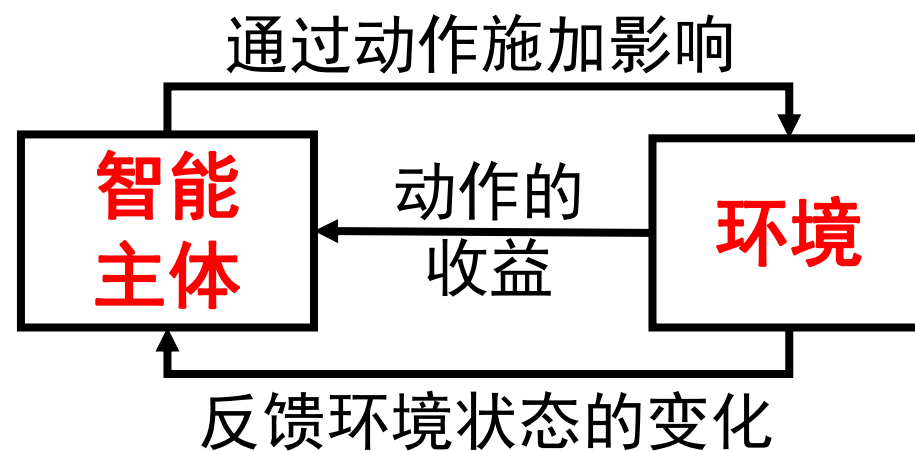 通过动作施加影响
智能
主体
动作的
收益
环境
反馈环境状态的变化